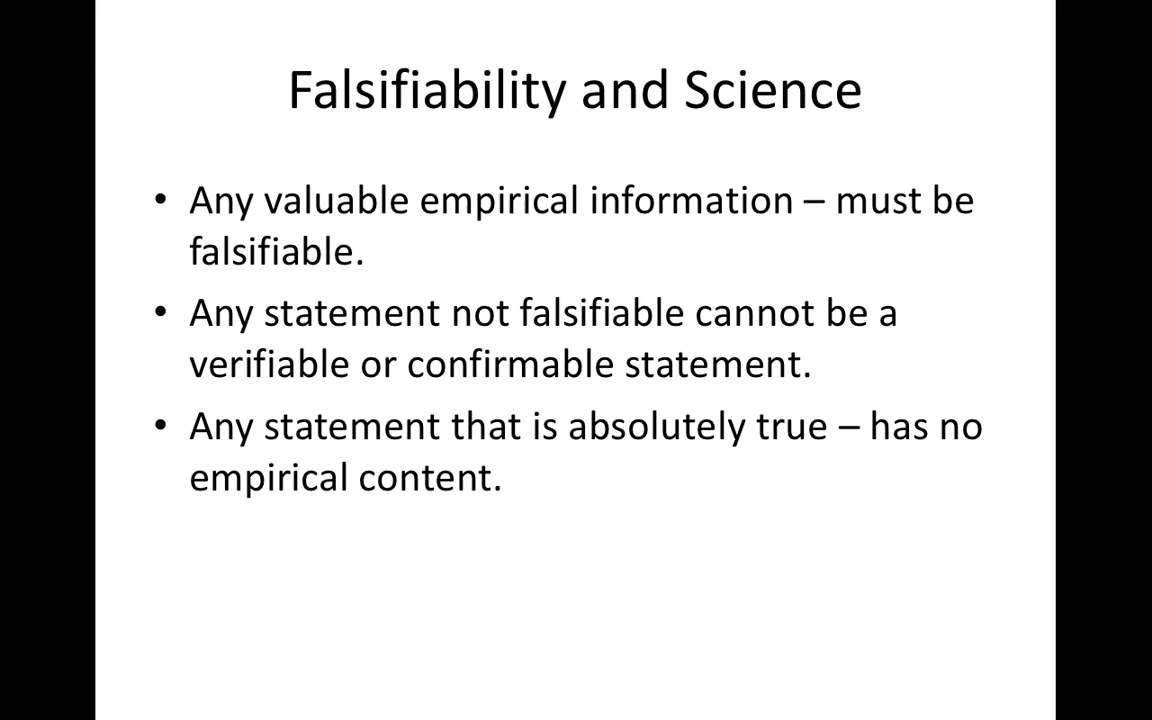 Falsifiability and Science
• Any valuable empirical information – must be
falsifiable.
• Any statement not falsifiable cannot be a
verifiable or confirmable statement.
• Any statement that is absolutely true – has no
empirical content.